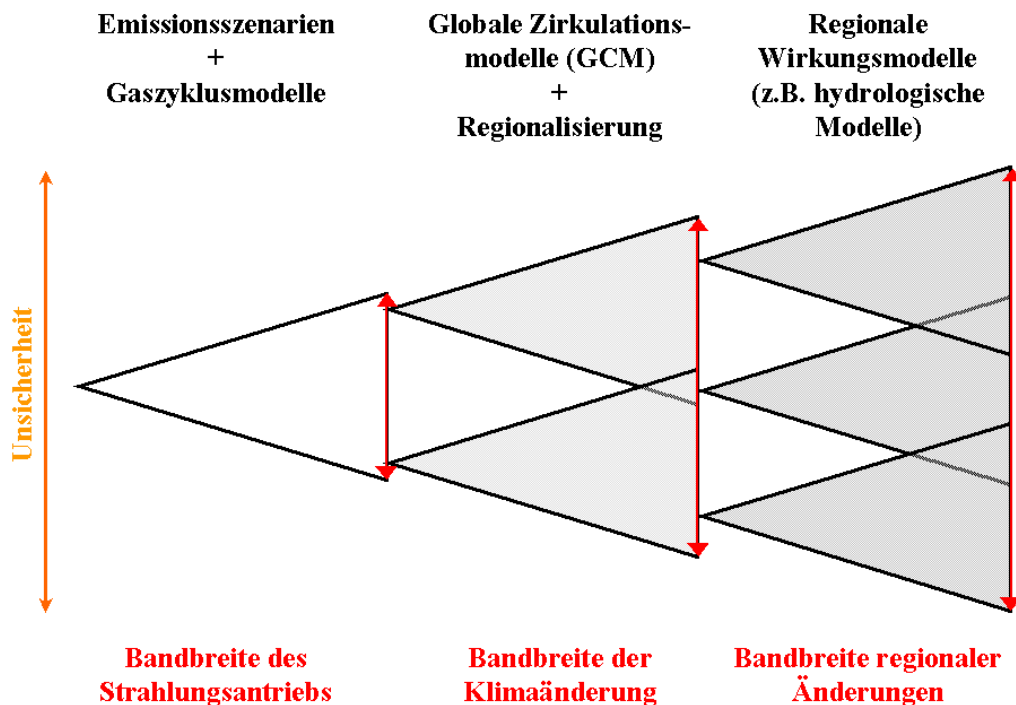 Emissionsszenarien
+
Gaszyklusmodelle
Globale Zirkulations-
modelle (GCM)
+
Regionalisierung
Regionale
Wirkungsmodelle
(z.B. hydrologische
Modelle)
Unsicherheit
Bandbreite des
Strahlungsantriebs
Bandbreite der
Klimaänderung
Bandbreite regionaler
Änderungen